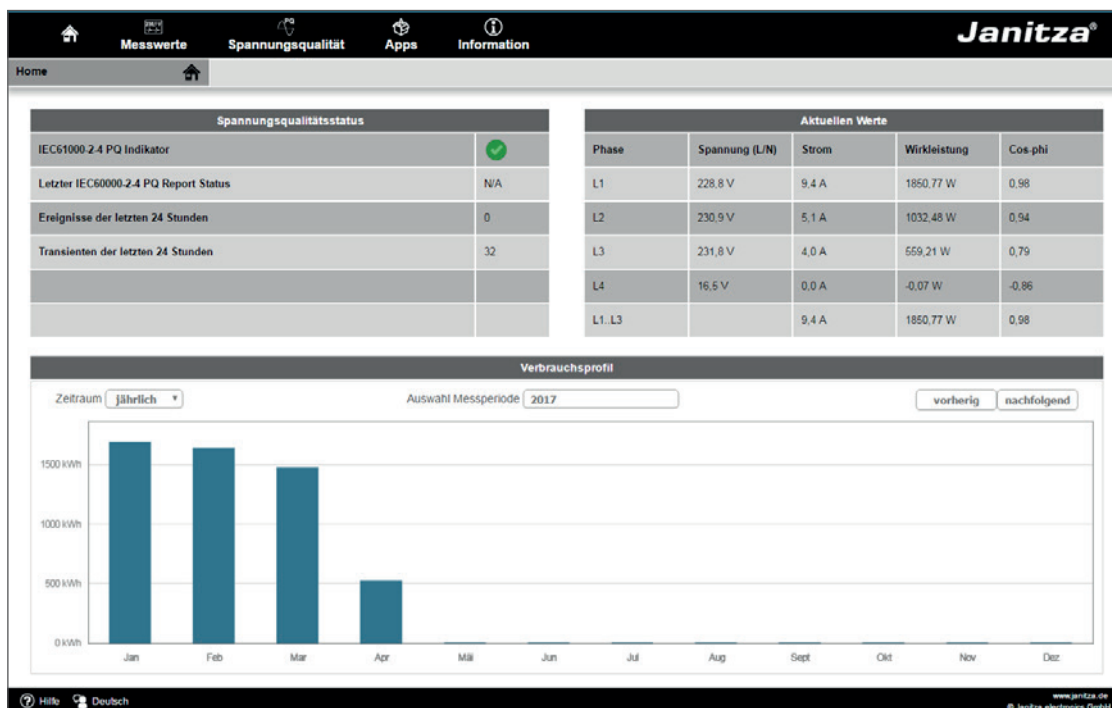 Messwerte Spannungsqualität Apps Information Janitza®
Home
Spannungsqualitätsstatus
IEC61000-2-4 PQ Indikator
Letzter IEC60000-2-4 PQ Report Status N/A
Ereignisse der letzten 24 Stunden 0
Transienten der letzten 24 Stunden 32
Aktuellen Werte
Phase Spannung (L/N) Strom Wirkleistung Cos-phi
L1 228,8 V 9,4 A 1850,77 W 0,98
L2 230,9 V 5,1 A 1032,48 W 0,94
L3 231,8 V 4,0 A 559,21 W 0,79
L4 16,5 V 0,0 A -0,07 W -0,86
L1..L3 9,4 A 1850,77 W 0,98
Verbrauchsprofil
Zeitraum jährlich Auswahl Messperiode 2017 vorherig nachfolgend
1500 kWh
1000 kWh
500 kWh
0 kWh
Jan Feb Mar Apr Mäi Jun Jul Aug Sept Okt Nov Dez
Hilfe Deutsch
www.janitza.de
© Janitza electronics GmbH